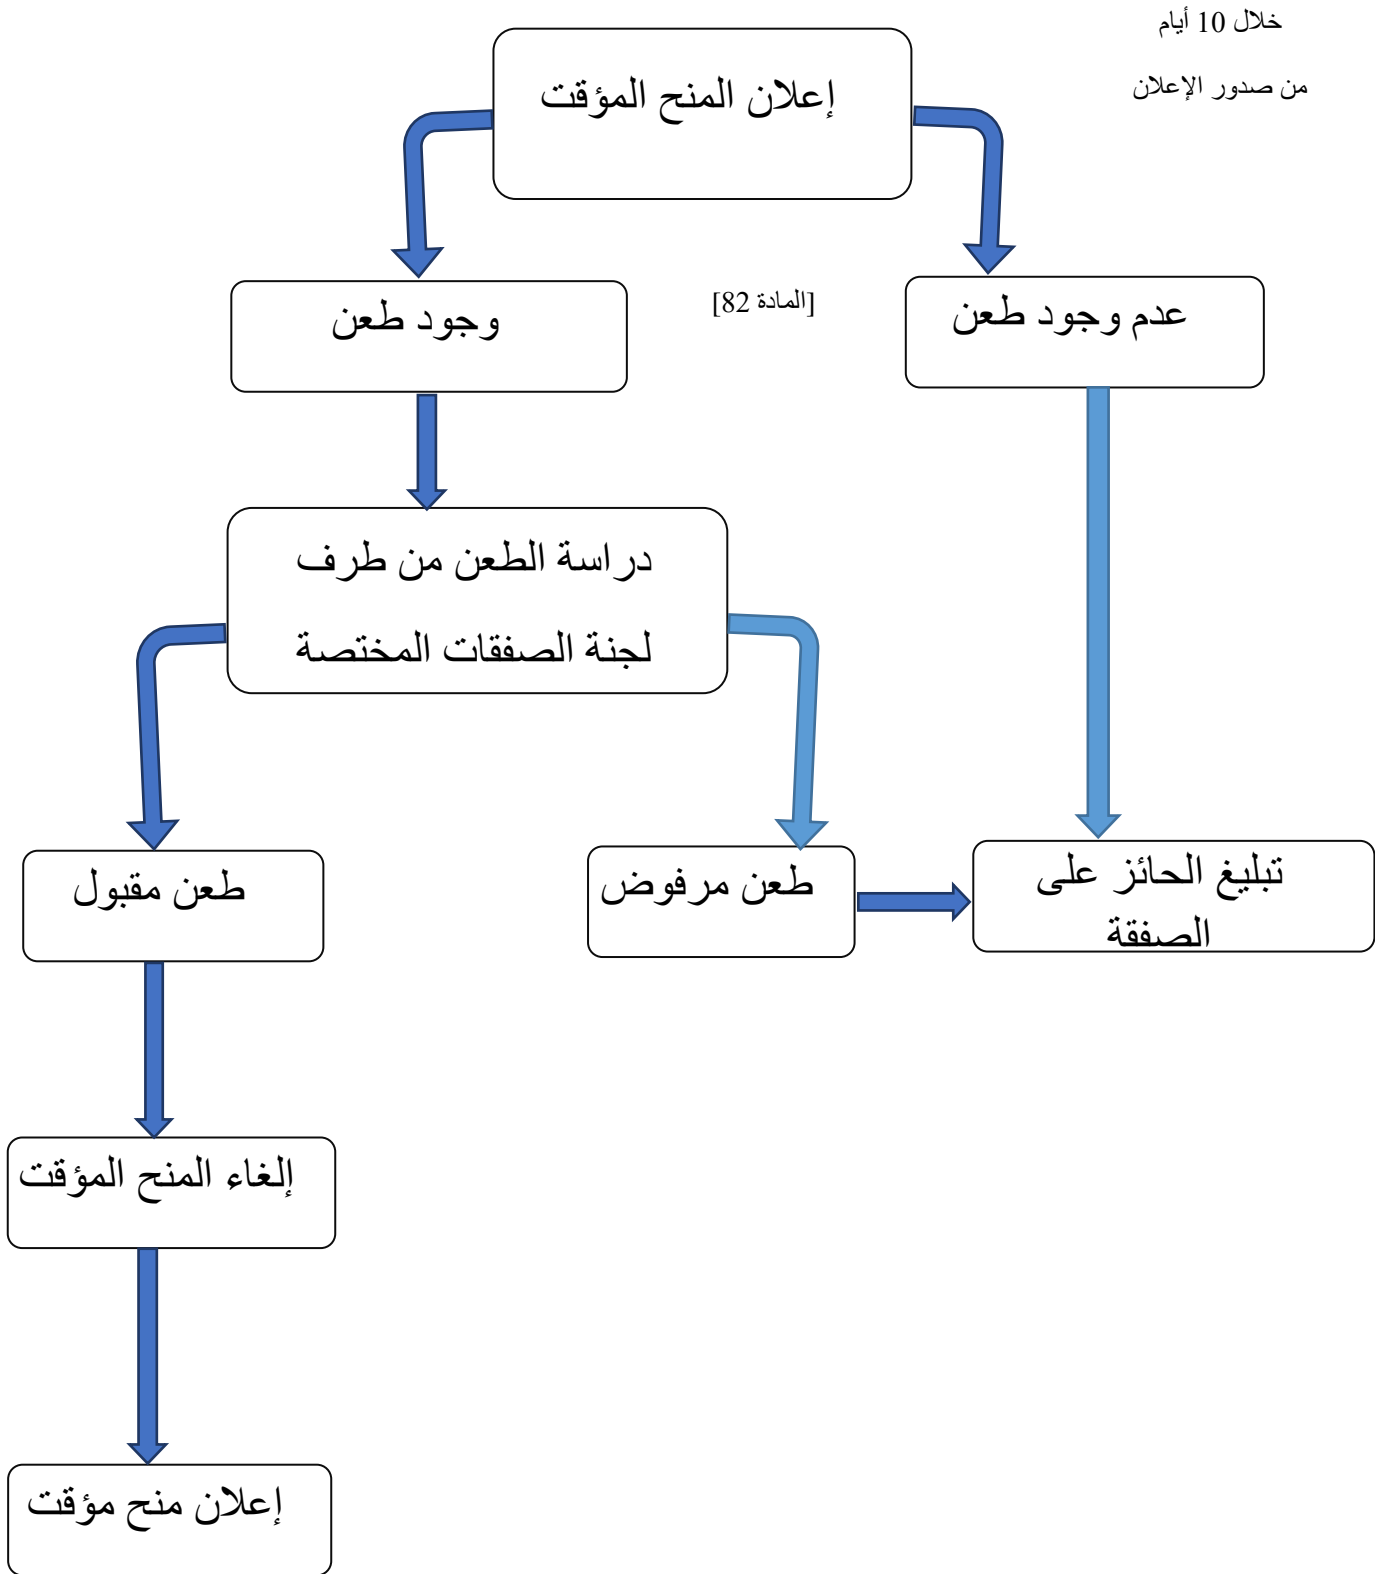 خلال 10 أيام
من صدور الإعلان
إعلان المنح المؤقت
عدم وجود طعن
[المادة 82]
وجود طعن
دراسة الطعن من طرف
لجنة الصفقات المختصة
تبليغ الحائز على
الصفقة
طعن مرفوض
طعن مقبول
إلغاء المنح المؤقت
إعلان منح مؤقت